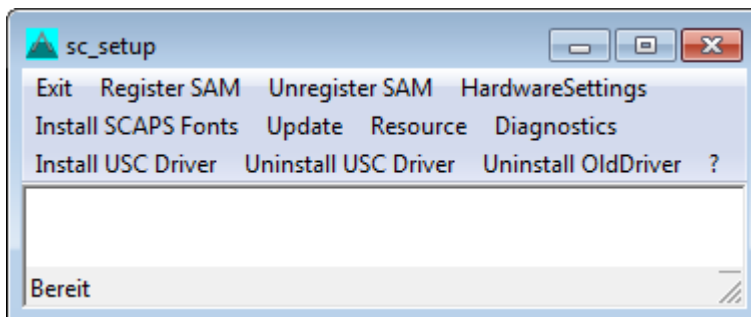 sc_setup
Exit Register SAM Unregister SAM HardwareSettings
Install SCAPS Fonts Update Resource Diagnostics
Install USC Driver Uninstall USC Driver Uninstall OldDriver ?
Bereit